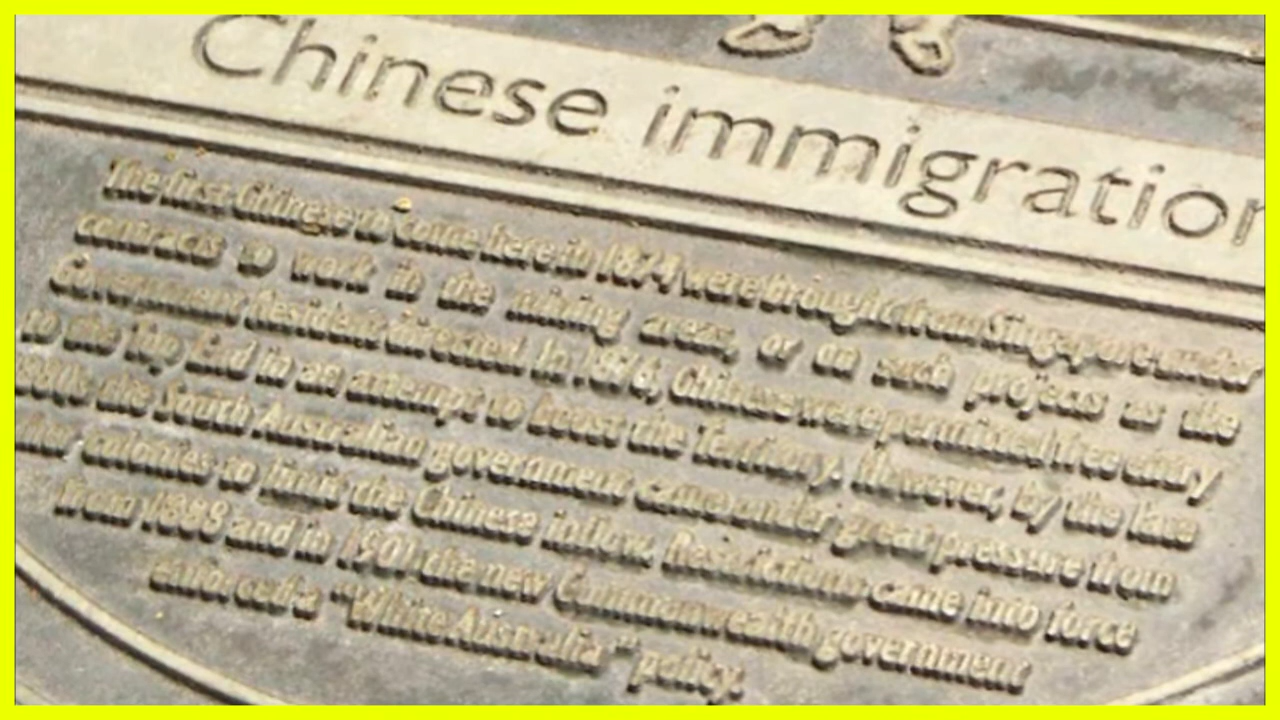 Chinese immigration
The first Chinese to come here in 1874 were brought from Singapore under
contracts to work in the mining areas, or on such projects as the
Government Resident directed. In 1876, Chinese were permitted free entry
to the Top End in an attempt to boost the Territory. However, by the late
1880s the South Australian government came under great pressure from
other colonies to limit the Chinese inflow. Restrictions came into force
from 1888 and in 1901 the new Commonwealth government
enforced a "White Australia" policy.